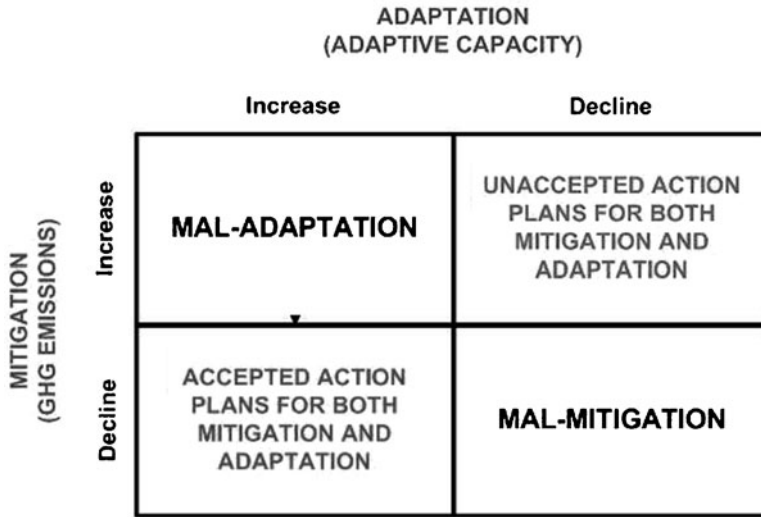 ADAPTATION
(ADAPTIVE CAPACITY)
Increase
Decline
MITIGATION
(GHG EMISSIONS)
Increase
MAL-ADAPTATION
UNACCEPTED ACTION
PLANS FOR BOTH
MITIGATION AND
ADAPTATION
Decline
ACCEPTED ACTION
PLANS FOR BOTH
MITIGATION AND
ADAPTATION
MAL-MITIGATION